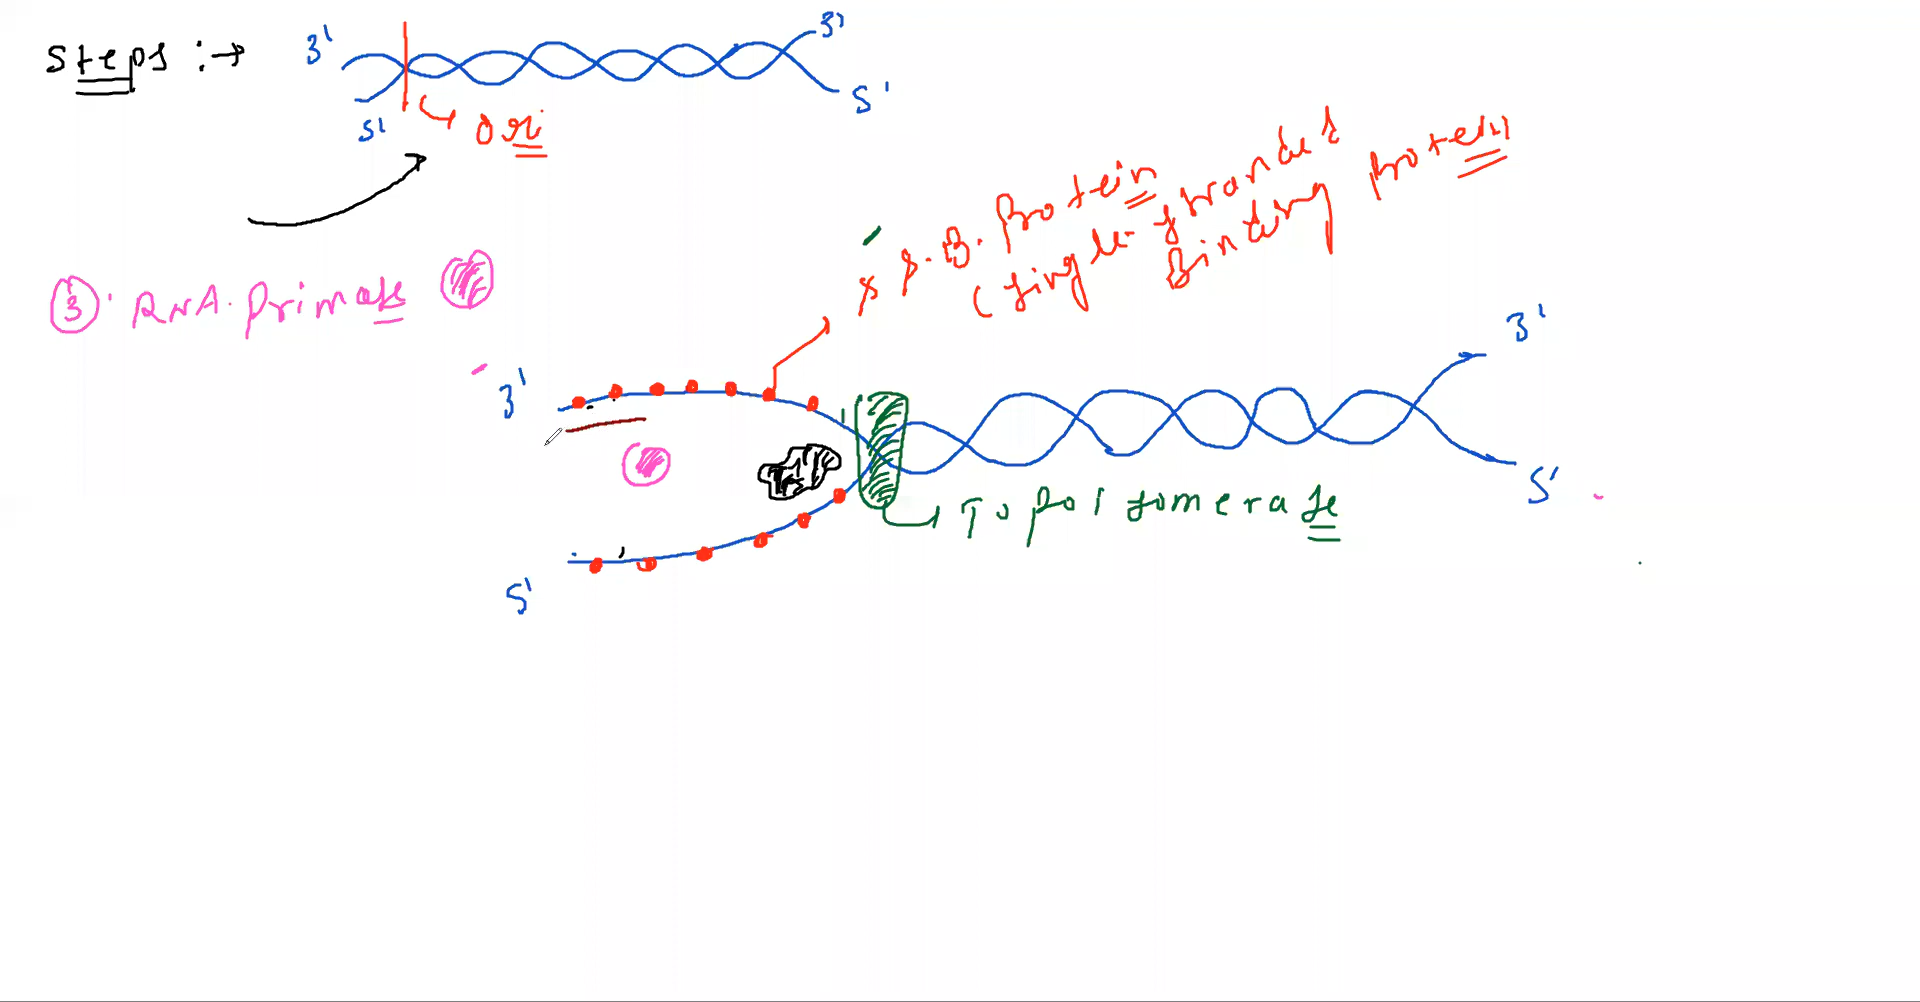 Steps :→
3'
3'
5'
5'
Ori
S.S.B. Protein
(Single-stranded
Binding protein
③ RNA. Primase
3'
3'
5'
Topoisomerase
5'